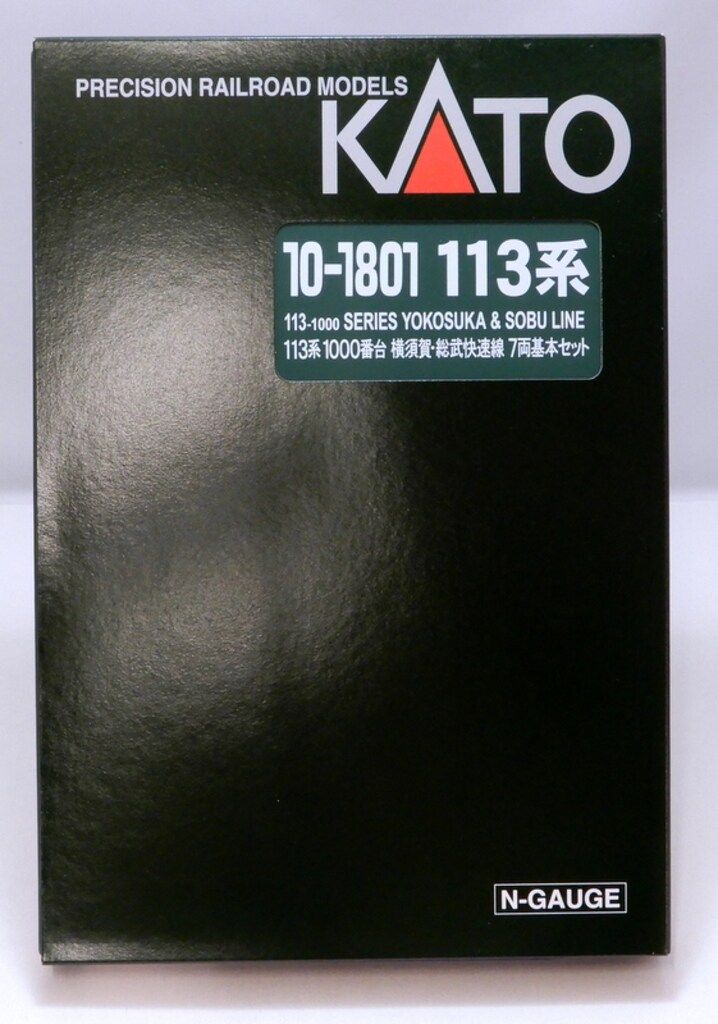 PRECISION RAILROAD MODELS
KATO
10-1801 113系
113-1000 SERIES YOKOSUKA & SOBU LINE
113系 1000番台 横須賀・総武快速線 7両基本セット
N-GAUGE